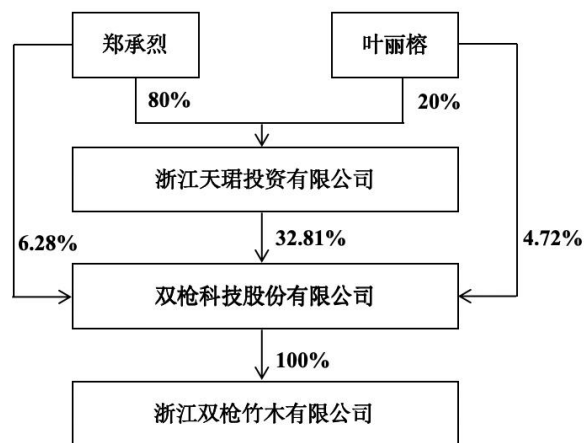 郑承烈
叶丽榕
80%
20%
浙江天珺投资有限公司
6.28%
32.81%
4.72%
双枪科技股份有限公司
100%
浙江双枪竹木有限公司